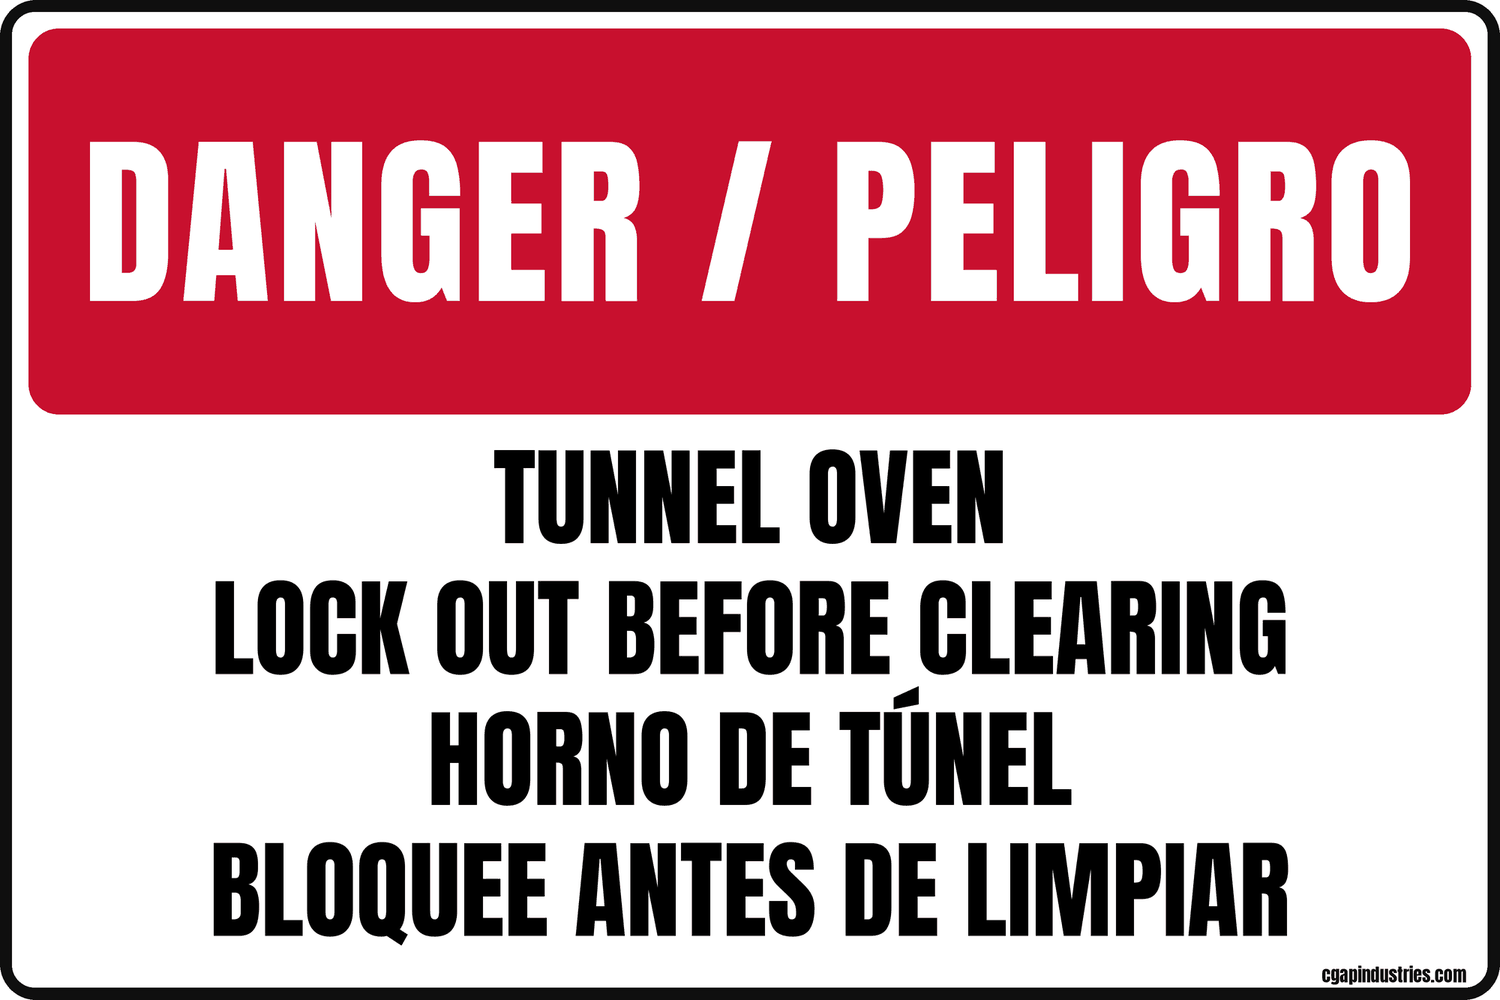 DANGER / PELIGRO
TUNNEL OVEN
LOCK OUT BEFORE CLEARING
HORNO DE TÚNEL
BLOQUEE ANTES DE LIMPIAR
cgapindustries.com